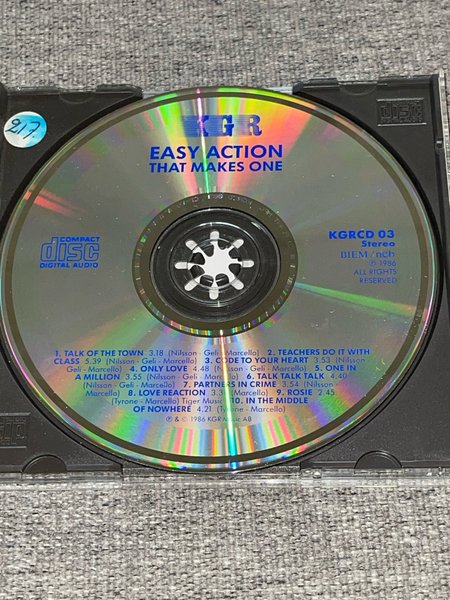 217.
KGR
EASY ACTION
THAT MAKES ONE
KGRCD 03
Stereo
BIEM/ncb
℗ 1986
ALL RIGHTS
RESERVED
COMPACT
disc
DIGITAL AUDIO
1. TALK OF THE TOWN 3.18 (Nilsson - Geli - Marcello) 2. TEACHERS DO IT WITH
CLASS 5.39 (Nilsson - Geli - Marcello) 3. CODE TO YOUR HEART 3.53 (Nilsson -
Geli - Marcello) 4. ONLY LOVE 4.48 (Nilsson - Geli - Marcello) 5. ONE IN
A MILLION 3.55 (Nilsson - Geli - Marcello) 6. TALK TALK TALK 4.40
(Nilsson - Geli - Marcello) 7. PARTNERS IN CRIME 3.54 (Nilsson - Geli - Marcello)
8. LOVE REACTION (Nilsson - Geli - Marcello) 9. ROSIE 2.45
(Tyrone - Marcello) Tiger Music 10. IN THE MIDDLE
OF NOWHERE 4.21 (Tyrone - Marcello)
℗ & © 1986 KGR Music AB